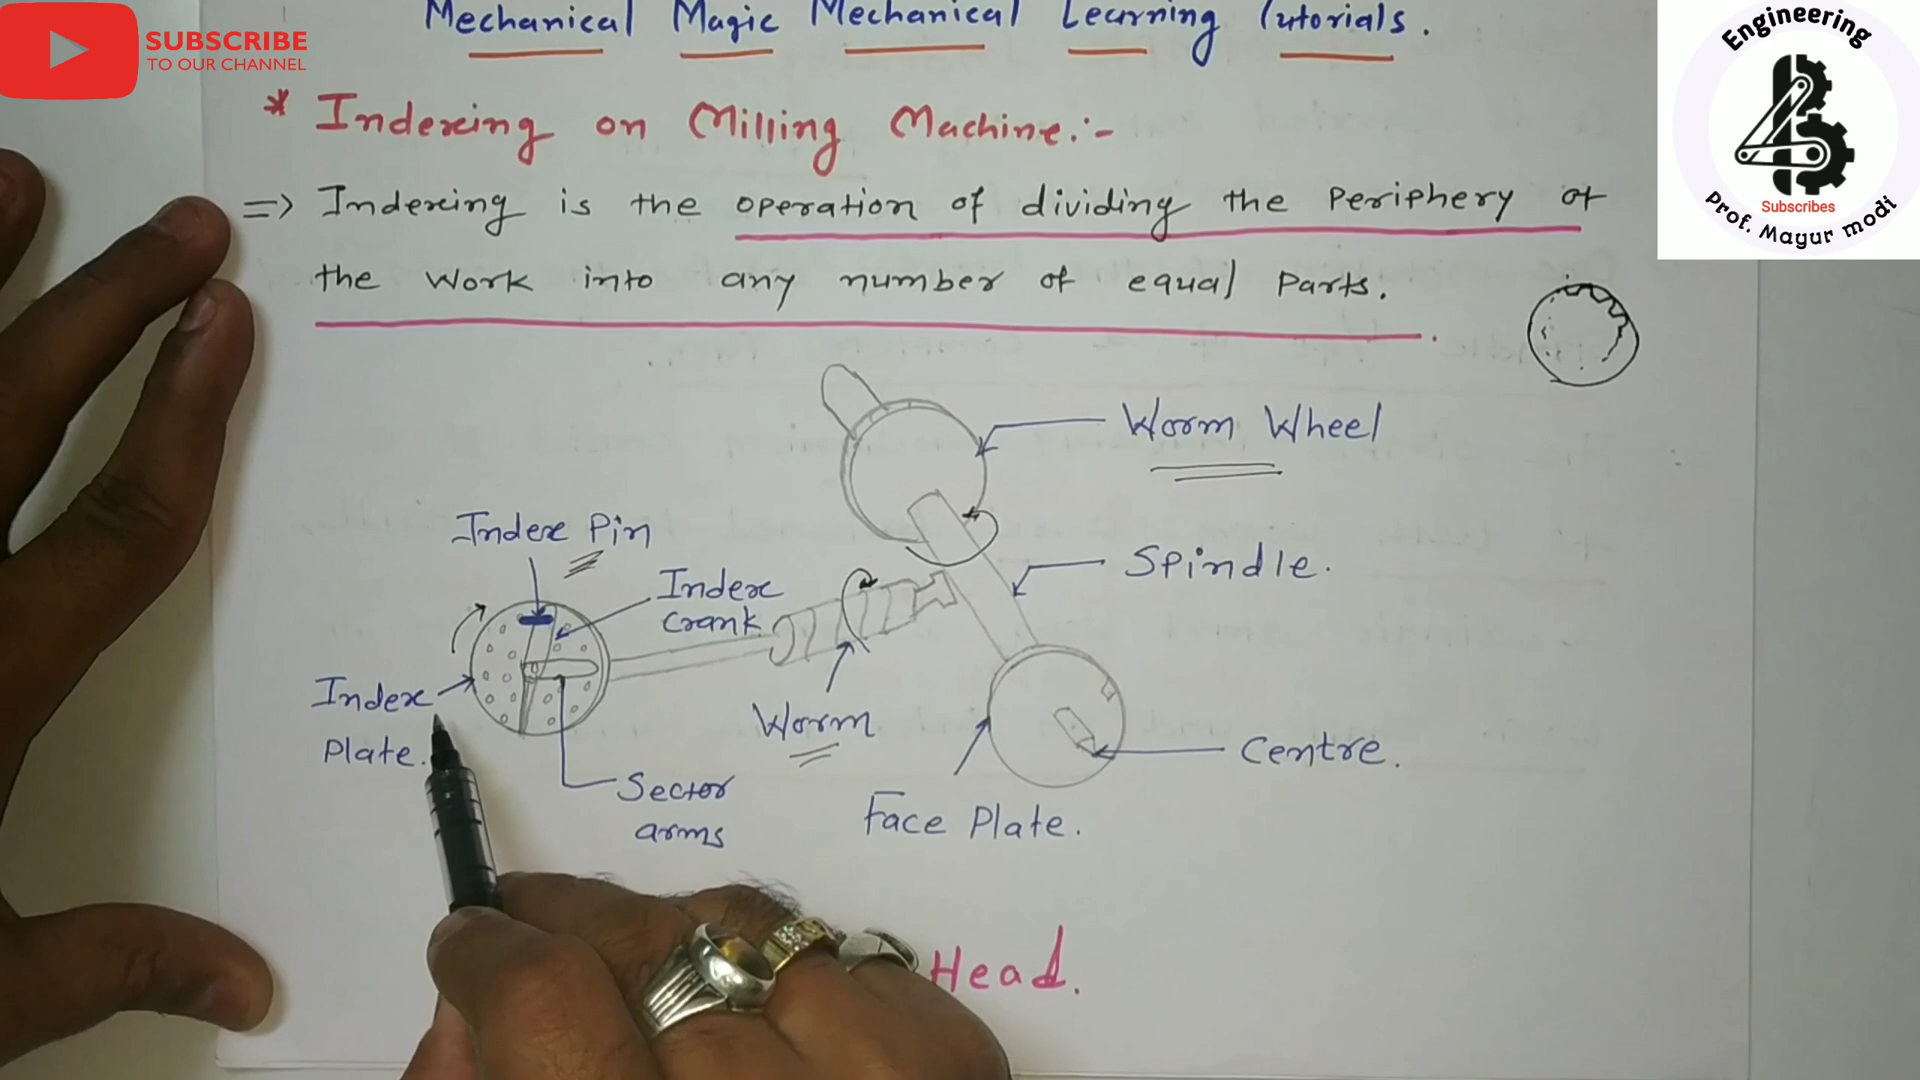 Mechanical Magic Mechanical Learning Tutorials.
SUBSCRIBE
TO OUR CHANNEL
Engineering
Subscribes
Prof. Mayur modi
* Indexing on Milling Machine:-
=> Indexing is the operation of dividing the Periphery of
the Work into any number of equal Parts.
Worm Wheel
Index Pin
Spindle.
Index
crank
Index
Plate.
Worm
Centre.
Sector
arms
Face Plate.
Head.